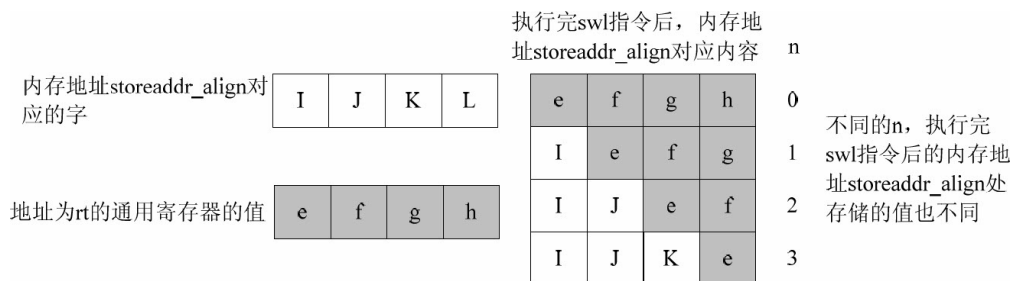 执行完swl指令后，内存地
址storeaddr_align对应内容
n
内存地址storeaddr_align对
应的字
I J K L
e f g h 0
I e f g 1
不同的n，执行完
swl指令后的内存地
址storeaddr_align处
存储的值也不同
地址为rt的通用寄存器的值
e f g h
I J e f 2
I J K e 3